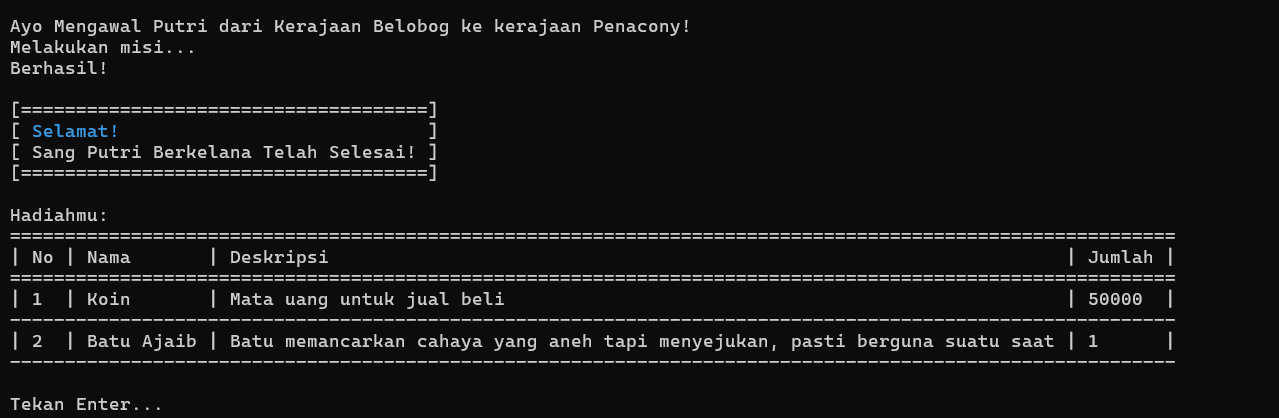 Ayo Mengawal Putri dari Kerajaan Belobog ke kerajaan Penacony!
Melakukan misi...
Berhasil!
[=====================================]
[ Selamat!                            ]
[ Sang Putri Berkelana Telah Selesai! ]
[=====================================]
Hadiahmu:
==========================================================================================================
| No | Nama       | Deskripsi                                                                   | Jumlah |
==========================================================================================================
| 1  | Koin       | Mata uang untuk jual beli                                                   | 50000  |
----------------------------------------------------------------------------------------------------------
| 2  | Batu Ajaib | Batu memancarkan cahaya yang aneh tapi menyejukan, pasti berguna suatu saat | 1      |
----------------------------------------------------------------------------------------------------------
Tekan Enter...